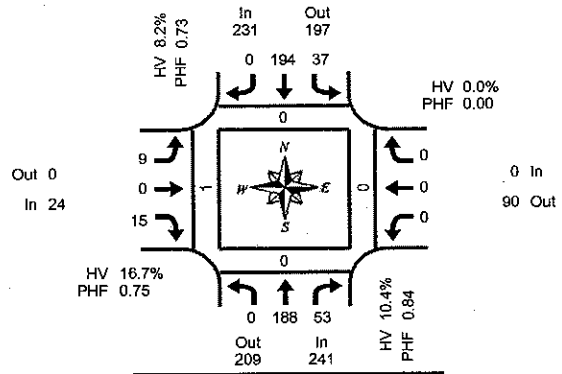 In Out
231 197
HV 8.2%
PHF 0.73
0 194 37
HV 0.0%
PHF 0.00
0
9
0
15
Out 0
In 24
1
N
W E
S
0
0
0
0
0 In
90 Out
HV 16.7%
PHF 0.75
0
0 188 53
Out In
209 241
HV 10.4%
PHF 0.84